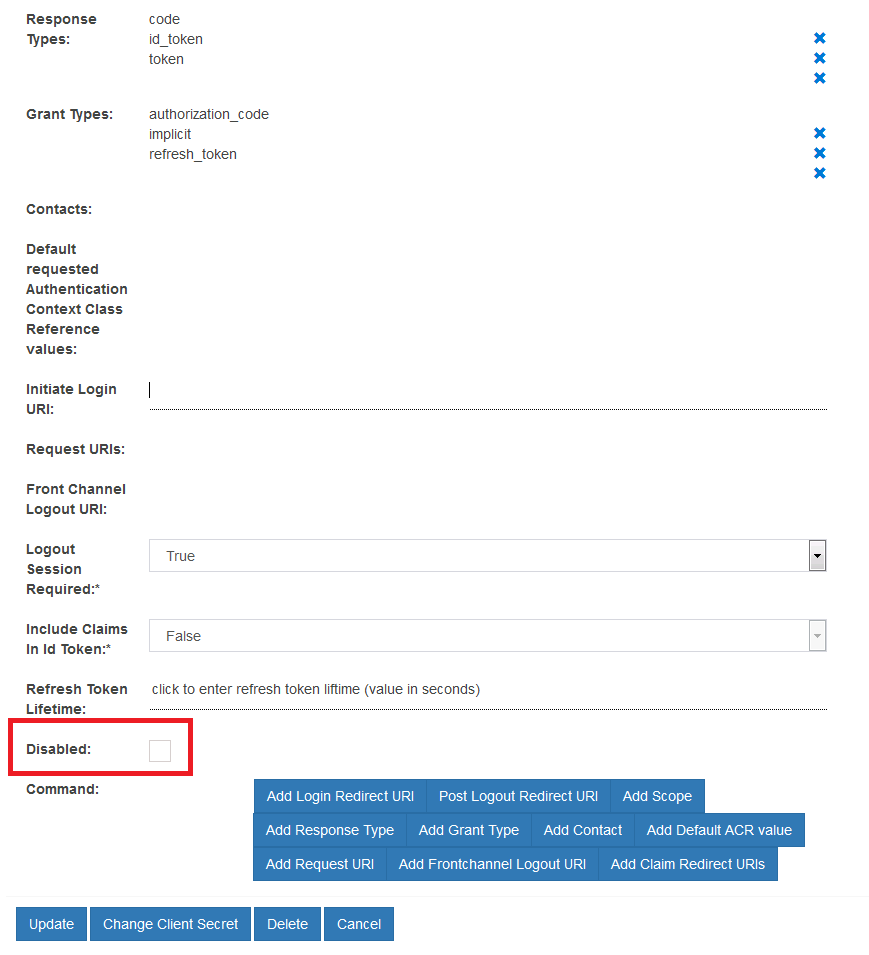 Response Types:
code
id_token
token
Grant Types:
authorization_code
implicit
refresh_token
Contacts:
Default
requested
Authentication
Context Class
Reference
values:
Initiate Login
URI:
Request URIs:
Front Channel
Logout URI:
Logout
Session
Required:*
True
Include Claims
In Id Token:*
False
Refresh Token
Lifetime:
click to enter refresh token liftime (value in seconds)
Disabled:
Command:
Add Login Redirect URI Post Logout Redirect URI Add Scope
Add Response Type Add Grant Type Add Contact Add Default ACR value
Add Request URI Add Frontchannel Logout URI Add Claim Redirect URIs
Update Change Client Secret Delete Cancel